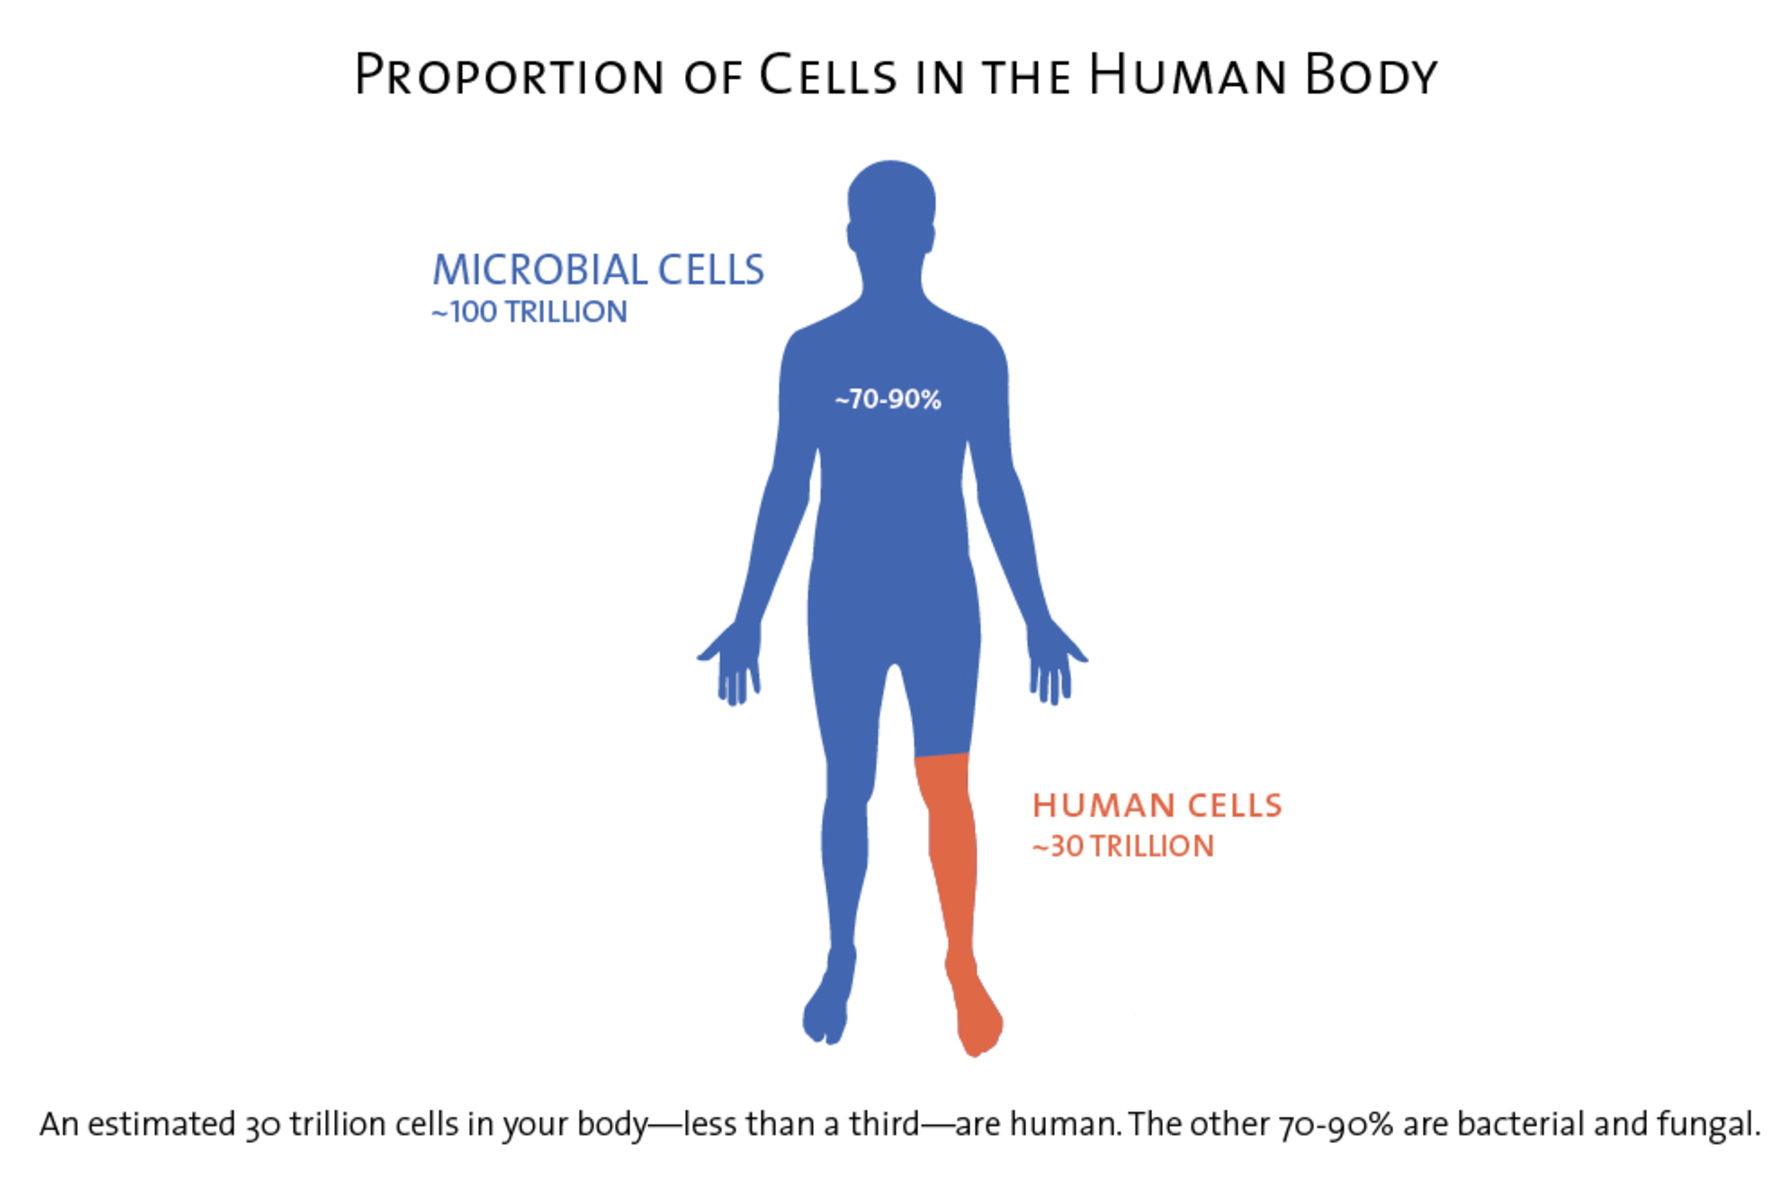 PROPORTION OF CELLS IN THE HUMAN BODY
MICROBIAL CELLS
~100 TRILLION
~70-90%
HUMAN CELLS
~30 TRILLION
An estimated 30 trillion cells in your body—less than a third—are human. The other 70-90% are bacterial and fungal.